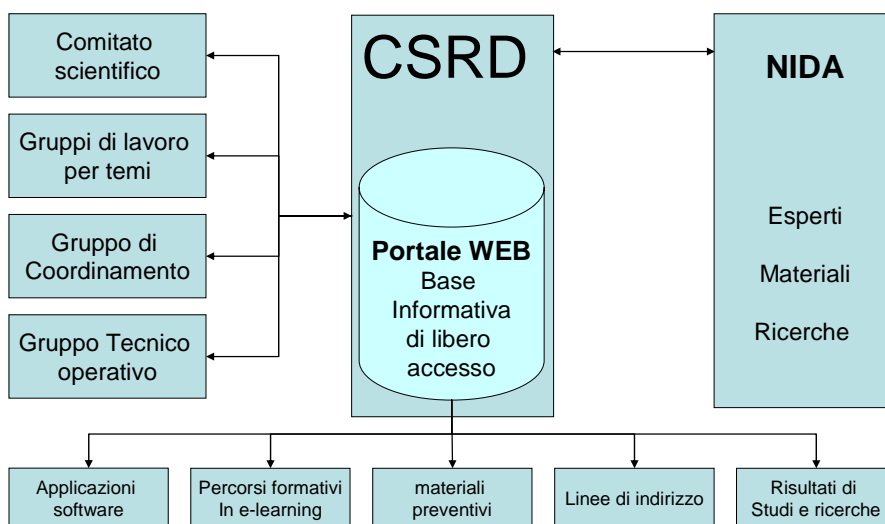 Comitato
scientifico
Gruppi di lavoro
per temi
Gruppo di
Coordinamento
Gruppo Tecnico
operativo
CSRD
Portale WEB
Base
Informativa
di libero
accesso
NIDA
Esperti
Materiali
Ricerche
Applicazioni
software
Percorsi formativi
In e-learning
materiali
preventivi
Linee di indirizzo
Risultati di
Studi e ricerche